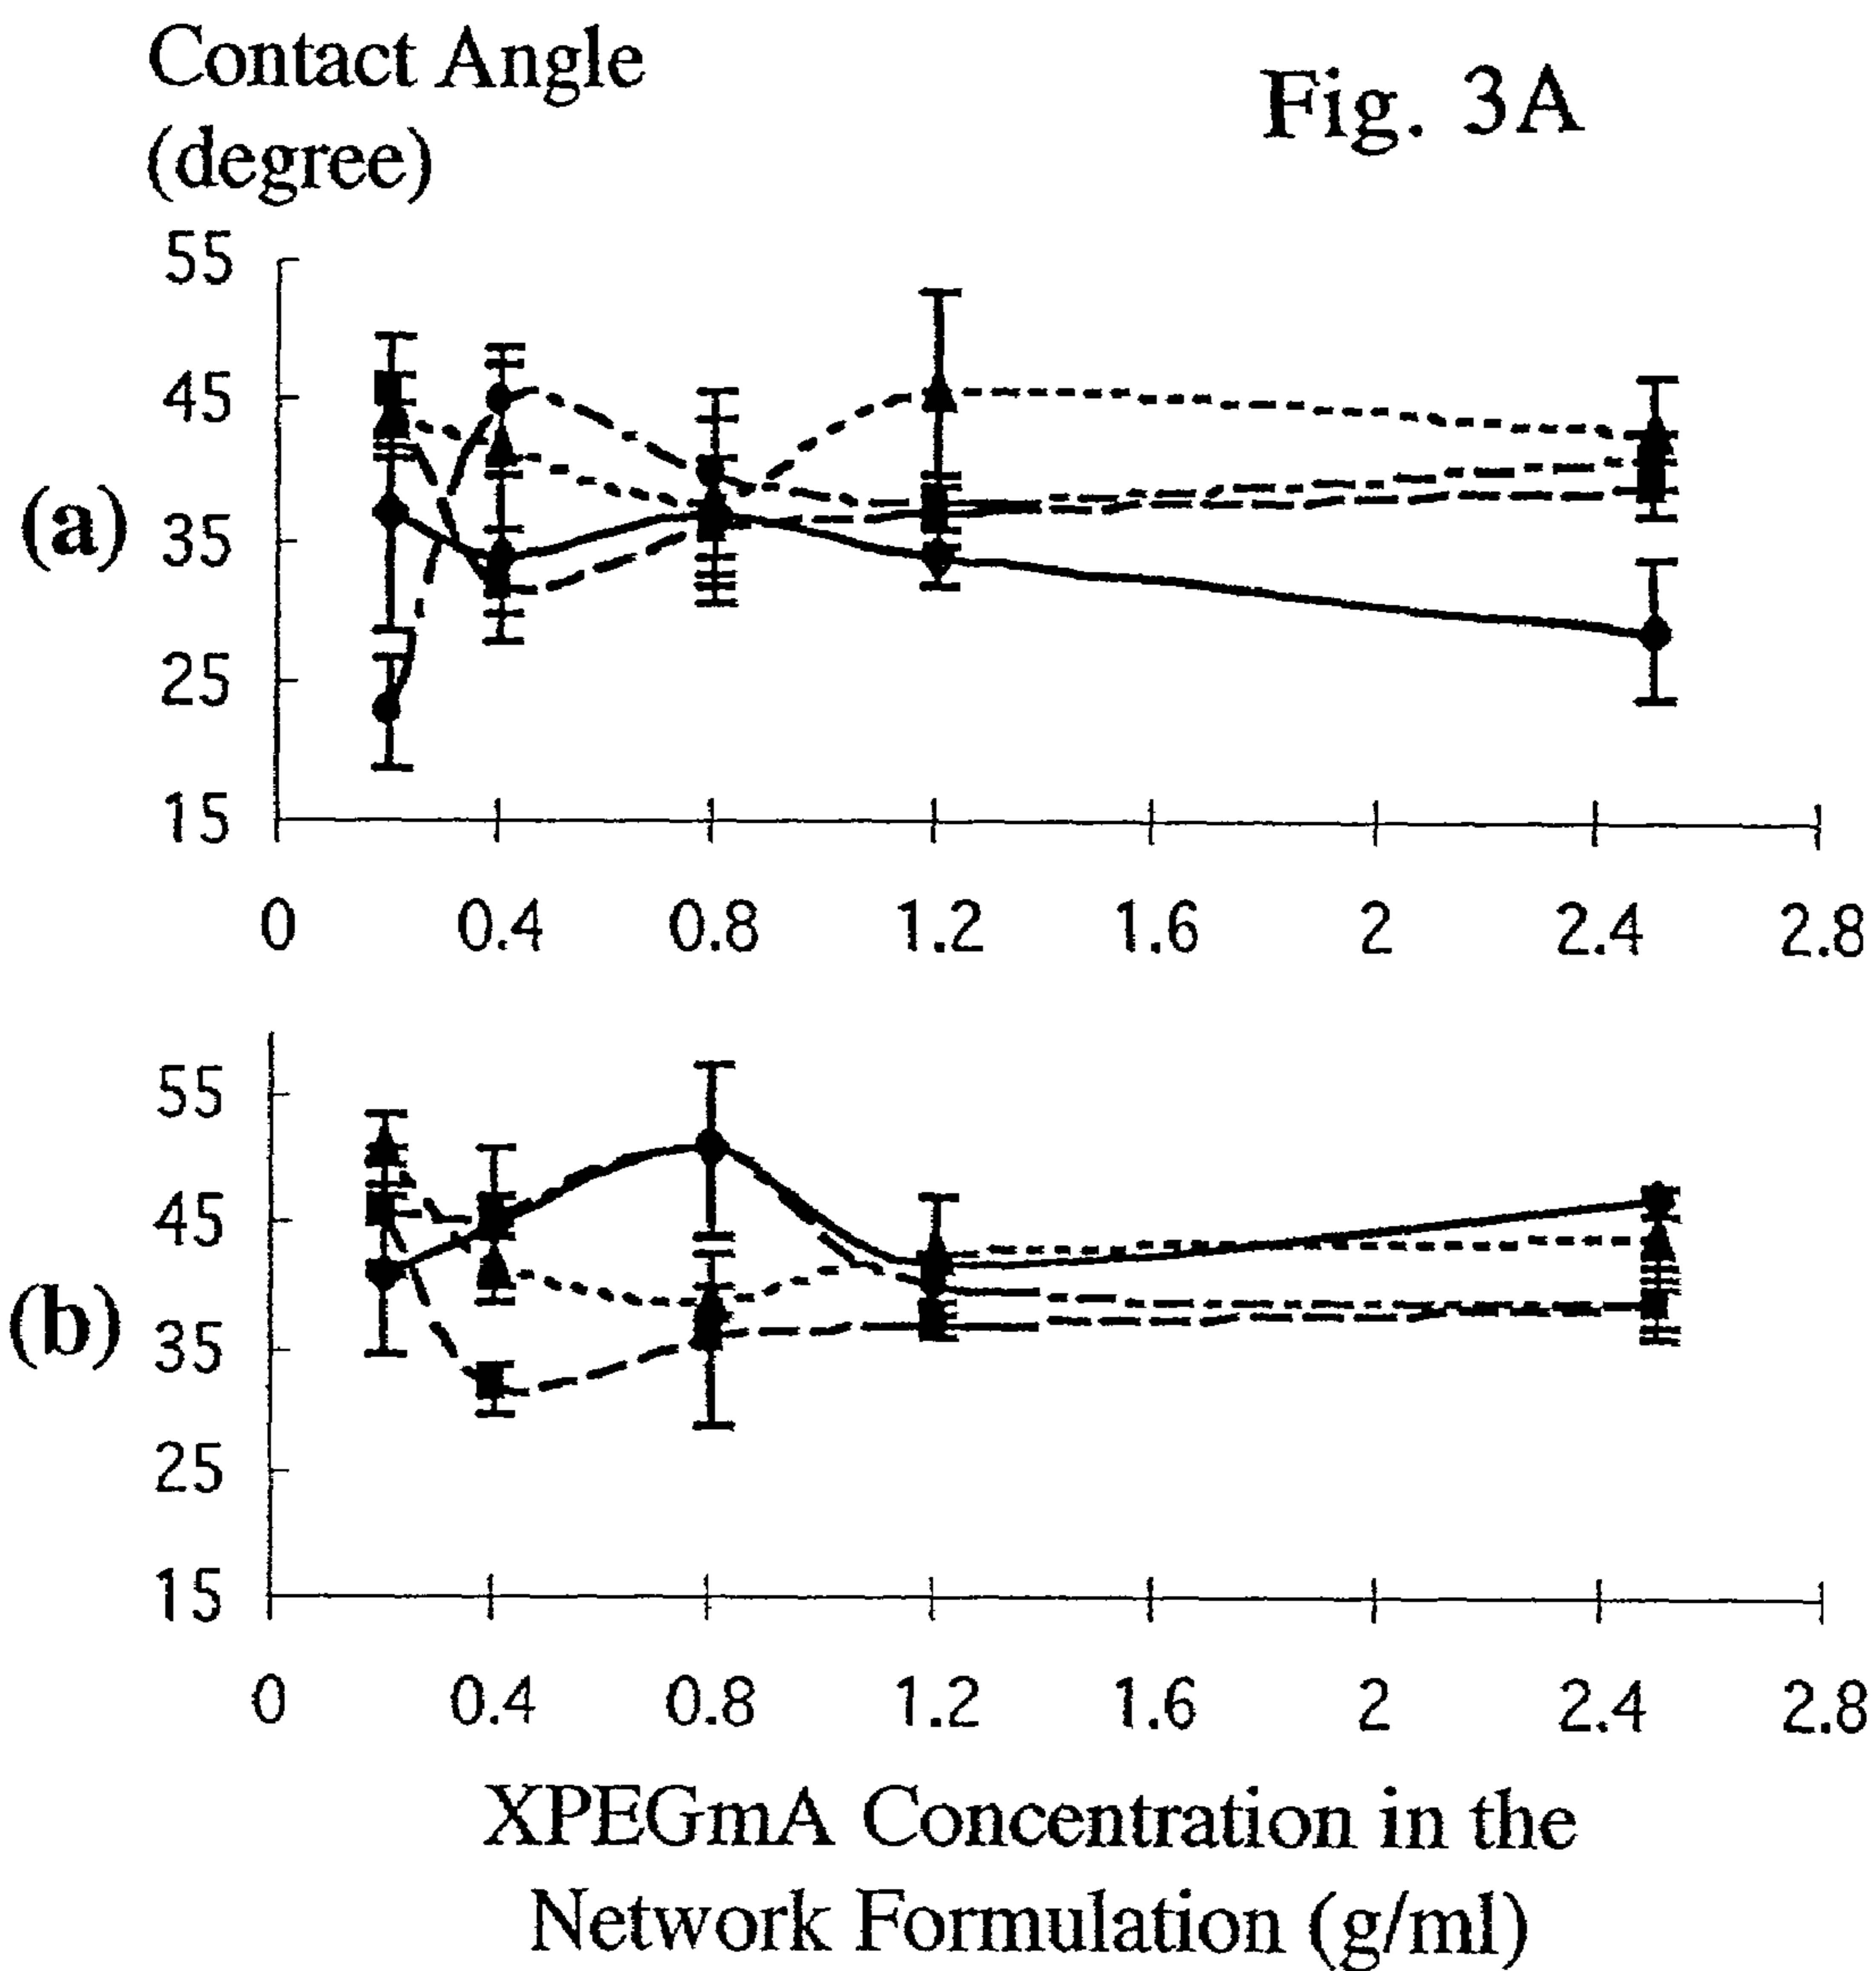 Contact Angle
(degree)
Fig. 3A
55
45
(a)
35
25
15
0 0.4 0.8 1.2 1.6 2 2.4 2.8
55
45
(b)
35
25
15
0 0.4 0.8 1.2 1.6 2 2.4 2.8
XPEGmA Concentration in the
Network Formulation (g/ml)